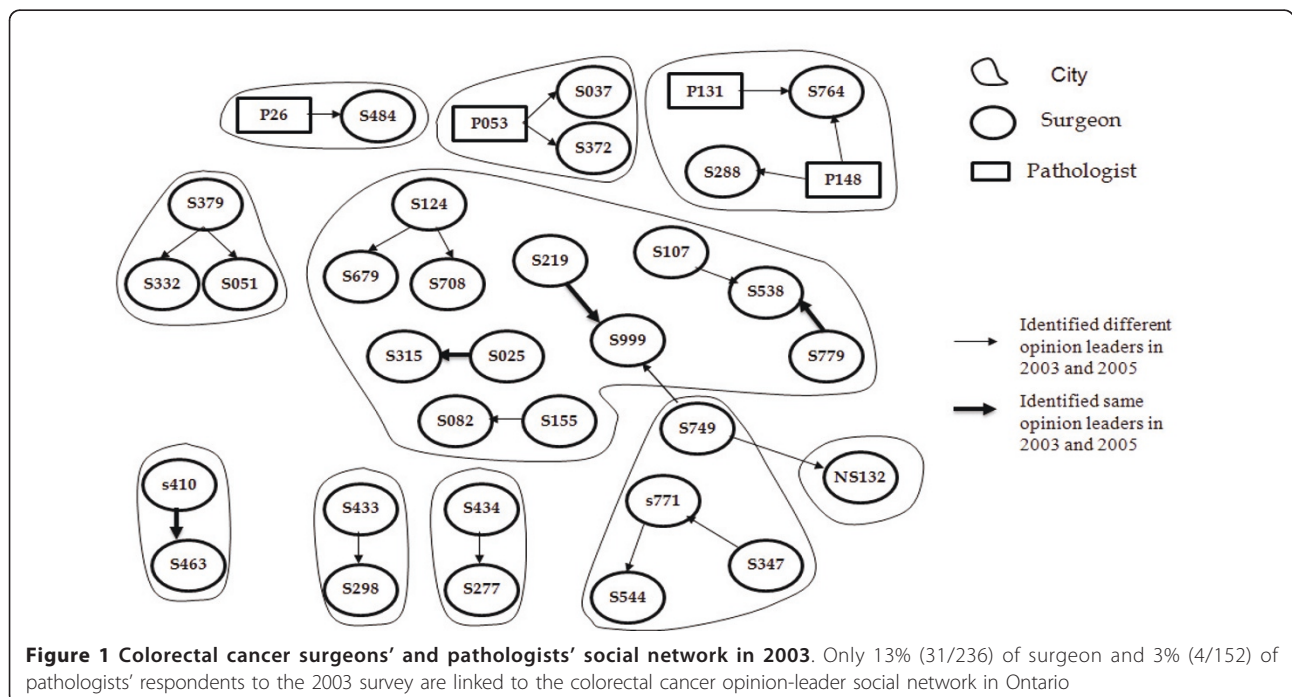 P26
S484
P053
S037
S372
P131
S764
S288
P148
City
Surgeon
Pathologist
S379
S332
S051
S124
S679
S708
S219
S107
S538
S999
S779
S315
S025
S082
S155
Identified different
opinion leaders in
2003 and 2005
Identified same
opinion leaders in
2003 and 2005
S749
NS132
s771
S347
S544
s410
S463
S433
S298
S434
S277
Figure 1 Colorectal cancer surgeons’ and pathologists’ social network in 2003. Only 13% (31/236) of surgeon and 3% (4/152) of
pathologists’ respondents to the 2003 survey are linked to the colorectal cancer opinion-leader social network in Ontario